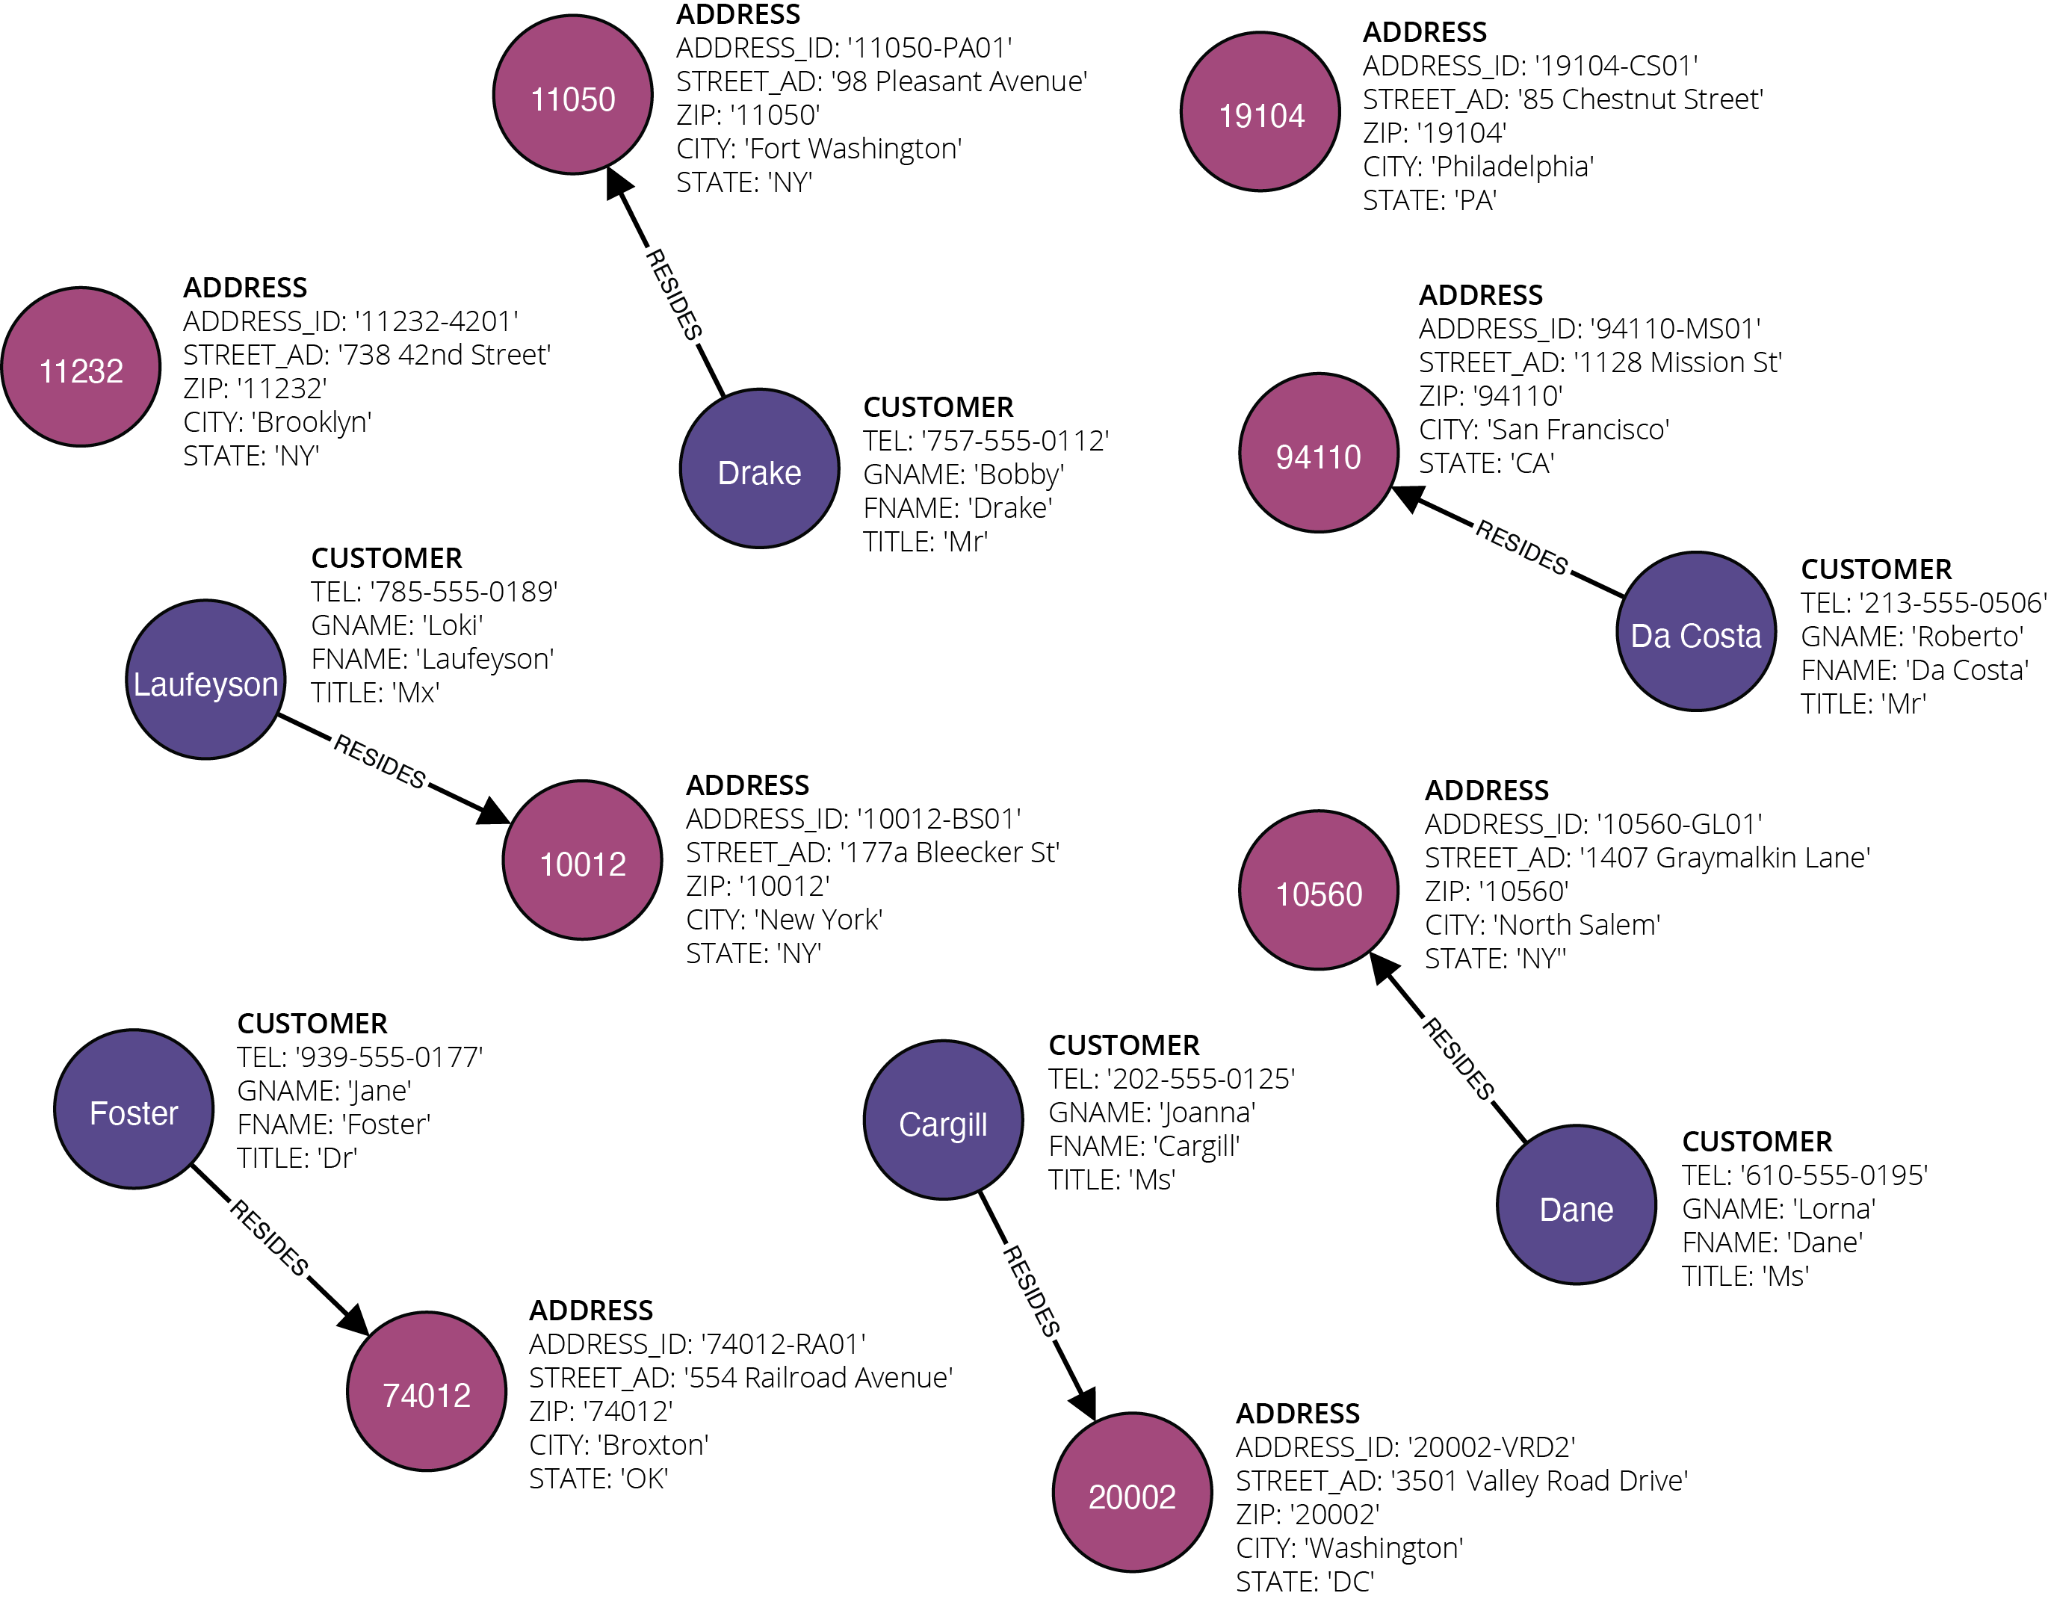 11050
ADDRESS
ADDRESS_ID: '11050-PA01'
STREET_AD: '98 Pleasant Avenue'
ZIP: '11050'
CITY: 'Fort Washington'
STATE: 'NY'
19104
ADDRESS
ADDRESS_ID: '19104-CS01'
STREET_AD: '85 Chestnut Street'
ZIP: '19104'
CITY: 'Philadelphia'
STATE: 'PA'
RESIDES
11232
ADDRESS
ADDRESS_ID: '11232-4201'
STREET_AD: '738 42nd Street'
ZIP: '11232'
CITY: 'Brooklyn'
STATE: 'NY'
Drake
CUSTOMER
TEL: '757-555-0112'
GNAME: 'Bobby'
FNAME: 'Drake'
TITLE: 'Mr'
94110
ADDRESS
ADDRESS_ID: '94110-MS01'
STREET_AD: '1128 Mission St'
ZIP: '94110'
CITY: 'San Francisco'
STATE: 'CA'
RESIDES
Da Costa
CUSTOMER
TEL: '213-555-0506'
GNAME: 'Roberto'
FNAME: 'Da Costa'
TITLE: 'Mr'
Laufeyson
CUSTOMER
TEL: '785-555-0189'
GNAME: 'Loki'
FNAME: 'Laufeyson'
TITLE: 'Mx'
RESIDES
10012
ADDRESS
ADDRESS_ID: '10012-BS01'
STREET_AD: '177a Bleecker St'
ZIP: '10012'
CITY: 'New York'
STATE: 'NY'
10560
ADDRESS
ADDRESS_ID: '10560-GL01'
STREET_AD: '1407 Graymalkin Lane'
ZIP: '10560'
CITY: 'North Salem'
STATE: 'NY"
RESIDES
Dane
CUSTOMER
TEL: '610-555-0195'
GNAME: 'Lorna'
FNAME: 'Dane'
TITLE: 'Ms'
Foster
CUSTOMER
TEL: '939-555-0177'
GNAME: 'Jane'
FNAME: 'Foster'
TITLE: 'Dr'
RESIDES
74012
ADDRESS
ADDRESS_ID: '74012-RA01'
STREET_AD: '554 Railroad Avenue'
ZIP: '74012'
CITY: 'Broxton'
STATE: 'OK'
Cargill
CUSTOMER
TEL: '202-555-0125'
GNAME: 'Joanna'
FNAME: 'Cargill'
TITLE: 'Ms'
RESIDES
20002
ADDRESS
ADDRESS_ID: '20002-VRD2'
STREET_AD: '3501 Valley Road Drive'
ZIP: '20002'
CITY: 'Washington'
STATE: 'DC'